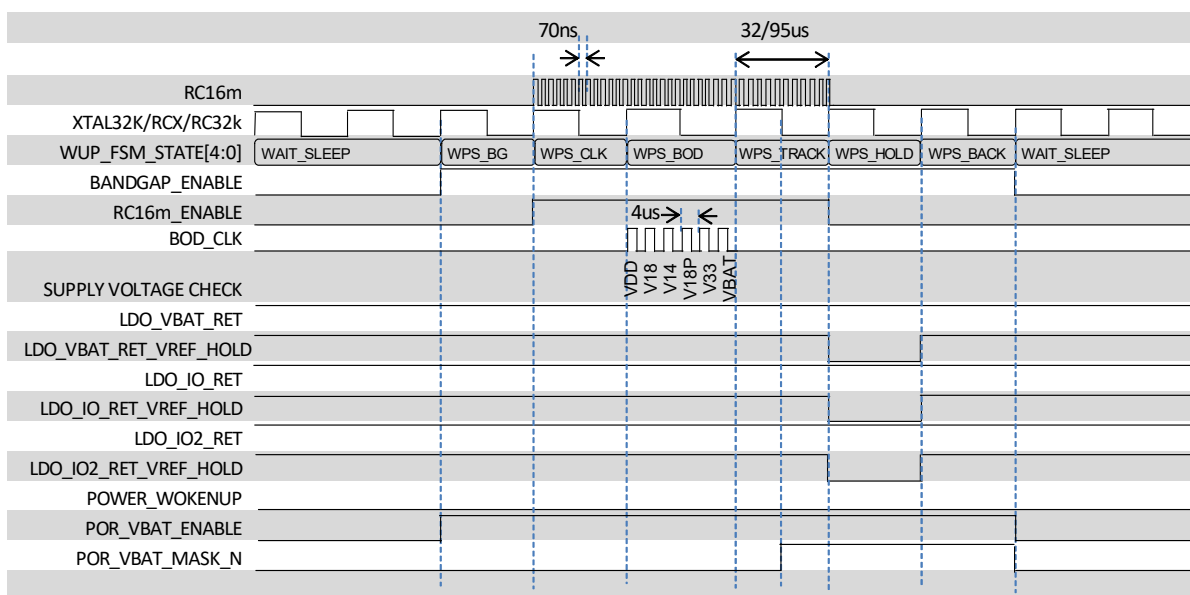 70ns
32/95us
RC16m
XTAL32K/RCX/RC32k
WUP_FSM_STATE[4:0] WAIT_SLEEP WPS_BG WPS_CLK WPS_BOD WPS_TRACK WPS_HOLD WPS_BACK WAIT_SLEEP
BANDGAP_ENABLE
RC16m_ENABLE
4us
BOD_CLK
SUPPLY VOLTAGE CHECK
VDD
V18
V14
V18P
V33
VBAT
LDO_VBAT_RET
LDO_VBAT_RET_VREF_HOLD
LDO_IO_RET
LDO_IO_RET_VREF_HOLD
LDO_IO2_RET
LDO_IO2_RET_VREF_HOLD
POWER_WOKENUP
POR_VBAT_ENABLE
POR_VBAT_MASK_N